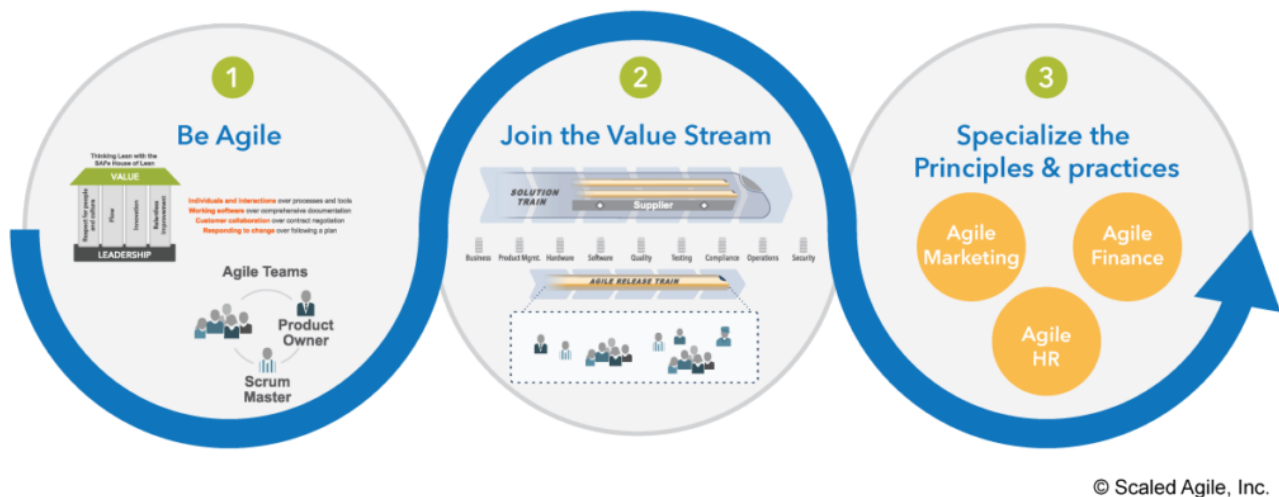 1
Be Agile
Thinking Lean with the
SAFe House of Lean
VALUE
Respect for people
and culture
Flow
Innovation
Relentless
Improvement
LEADERSHIP
Individuals and interactions over processes and tools
Working software over comprehensive documentation
Customer collaboration over contract negotiation
Responding to change over following a plan
Agile Teams
Product
Owner
Scrum
Master
2
Join the Value Stream
SOLUTION
TRAIN
Supplier
Business Product Mgmt. Hardware Software Quality Testing Compliance Operations Security
AGILE RELEASE TRAIN
3
Specialize the
Principles & practices
Agile
Marketing
Agile
Finance
Agile
HR
© Scaled Agile, Inc.